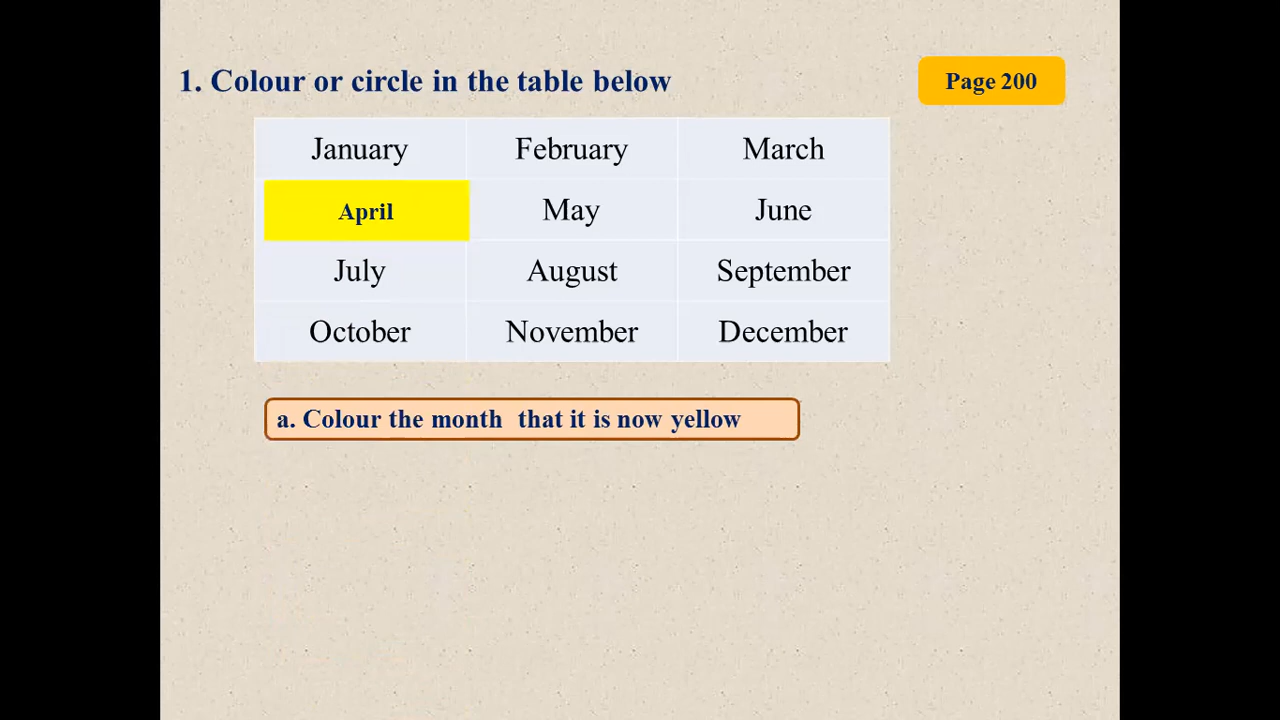 1. Colour or circle in the table below
Page 200
January February March
April May June
July August September
October November December
a. Colour the month that it is now yellow